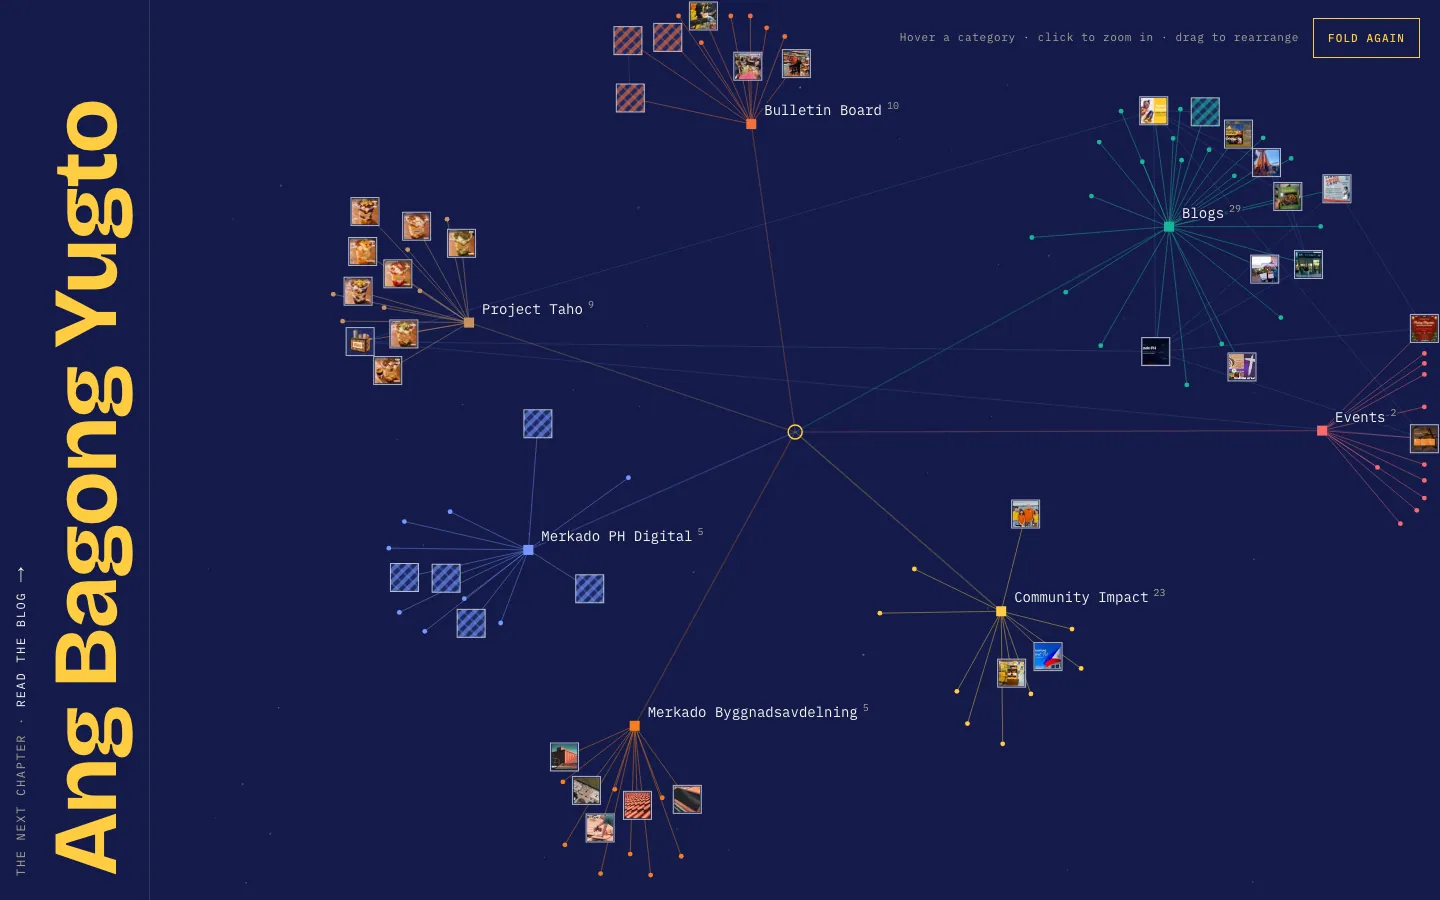 Hover a category · click to zoom in · drag to rearrange
FOLD AGAIN
Bulletin Board 10
Blogs 29
Project Taho 9
Events 2
Merkado PH Digital 5
Community Impact 23
Merkado Byggnadsavdelning 5
Ang Bagong Yugto
THE NEXT CHAPTER · READ THE BLOG →